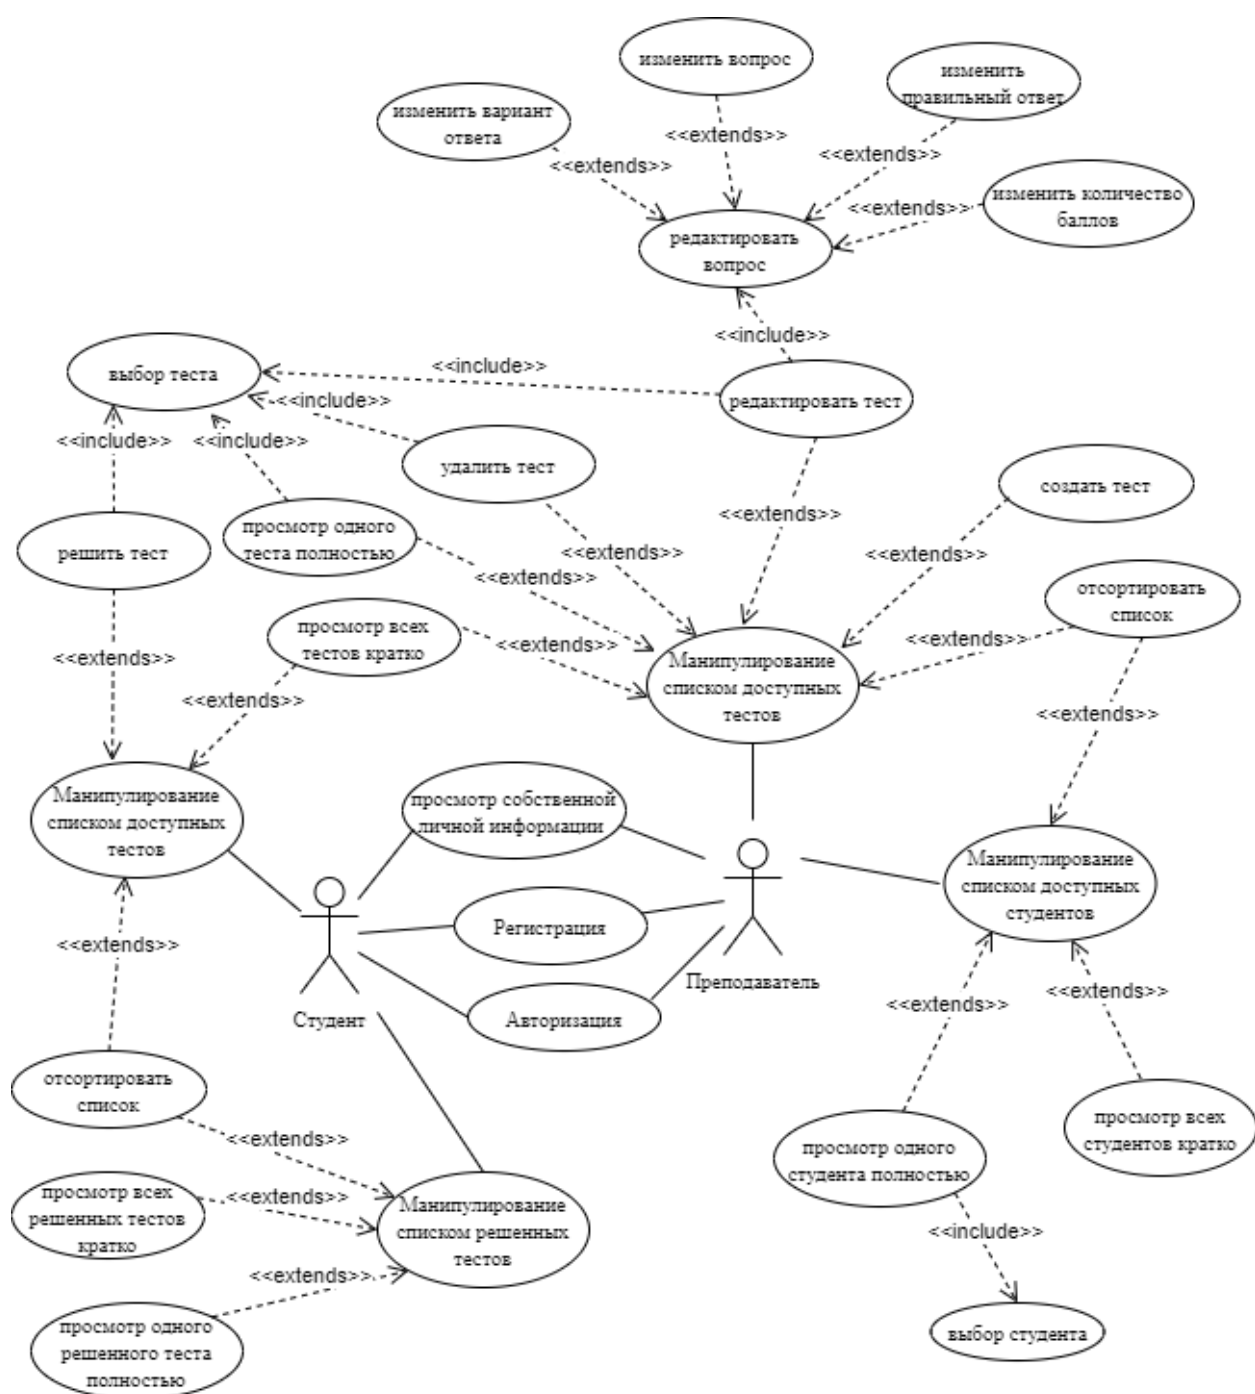 изменить вопрос
изменить
правильный ответ
изменить вариант
ответа
<<extends>>
<<extends>>
<<extends>>
<<extends>>
изменить количество
баллов
редактировать
вопрос
<<include>>
выбор теста
<<include>>
<<include>>
редактировать тест
<<include>>
<<include>>
удалить тест
создать тест
просмотр одного
теста полностью
решить тест
<<extends>>
<<extends>>
<<extends>>
<<extends>>
отсортировать
список
просмотр всех
тестов кратко
<<extends>>
<<extends>>
<<extends>>
<<extends>>
Манипулирование
списком доступных
тестов
<<extends>>
Манипулирование
списком доступных
тестов
просмотр собственной
личной информации
Манипулирование
списком доступных
студентов
Регистрация
<<extends>>
Преподаватель
<<extends>>
<<extends>>
Студент
Авторизация
отсортировать
список
<<extends>>
просмотр всех
студентов кратко
просмотр одного
студента полностью
просмотр всех
решенных тестов
кратко
<<extends>>
Манипулирование
списком решенных
тестов
<<include>>
<<extends>>
просмотр одного
решенного теста
полностью
выбор студента